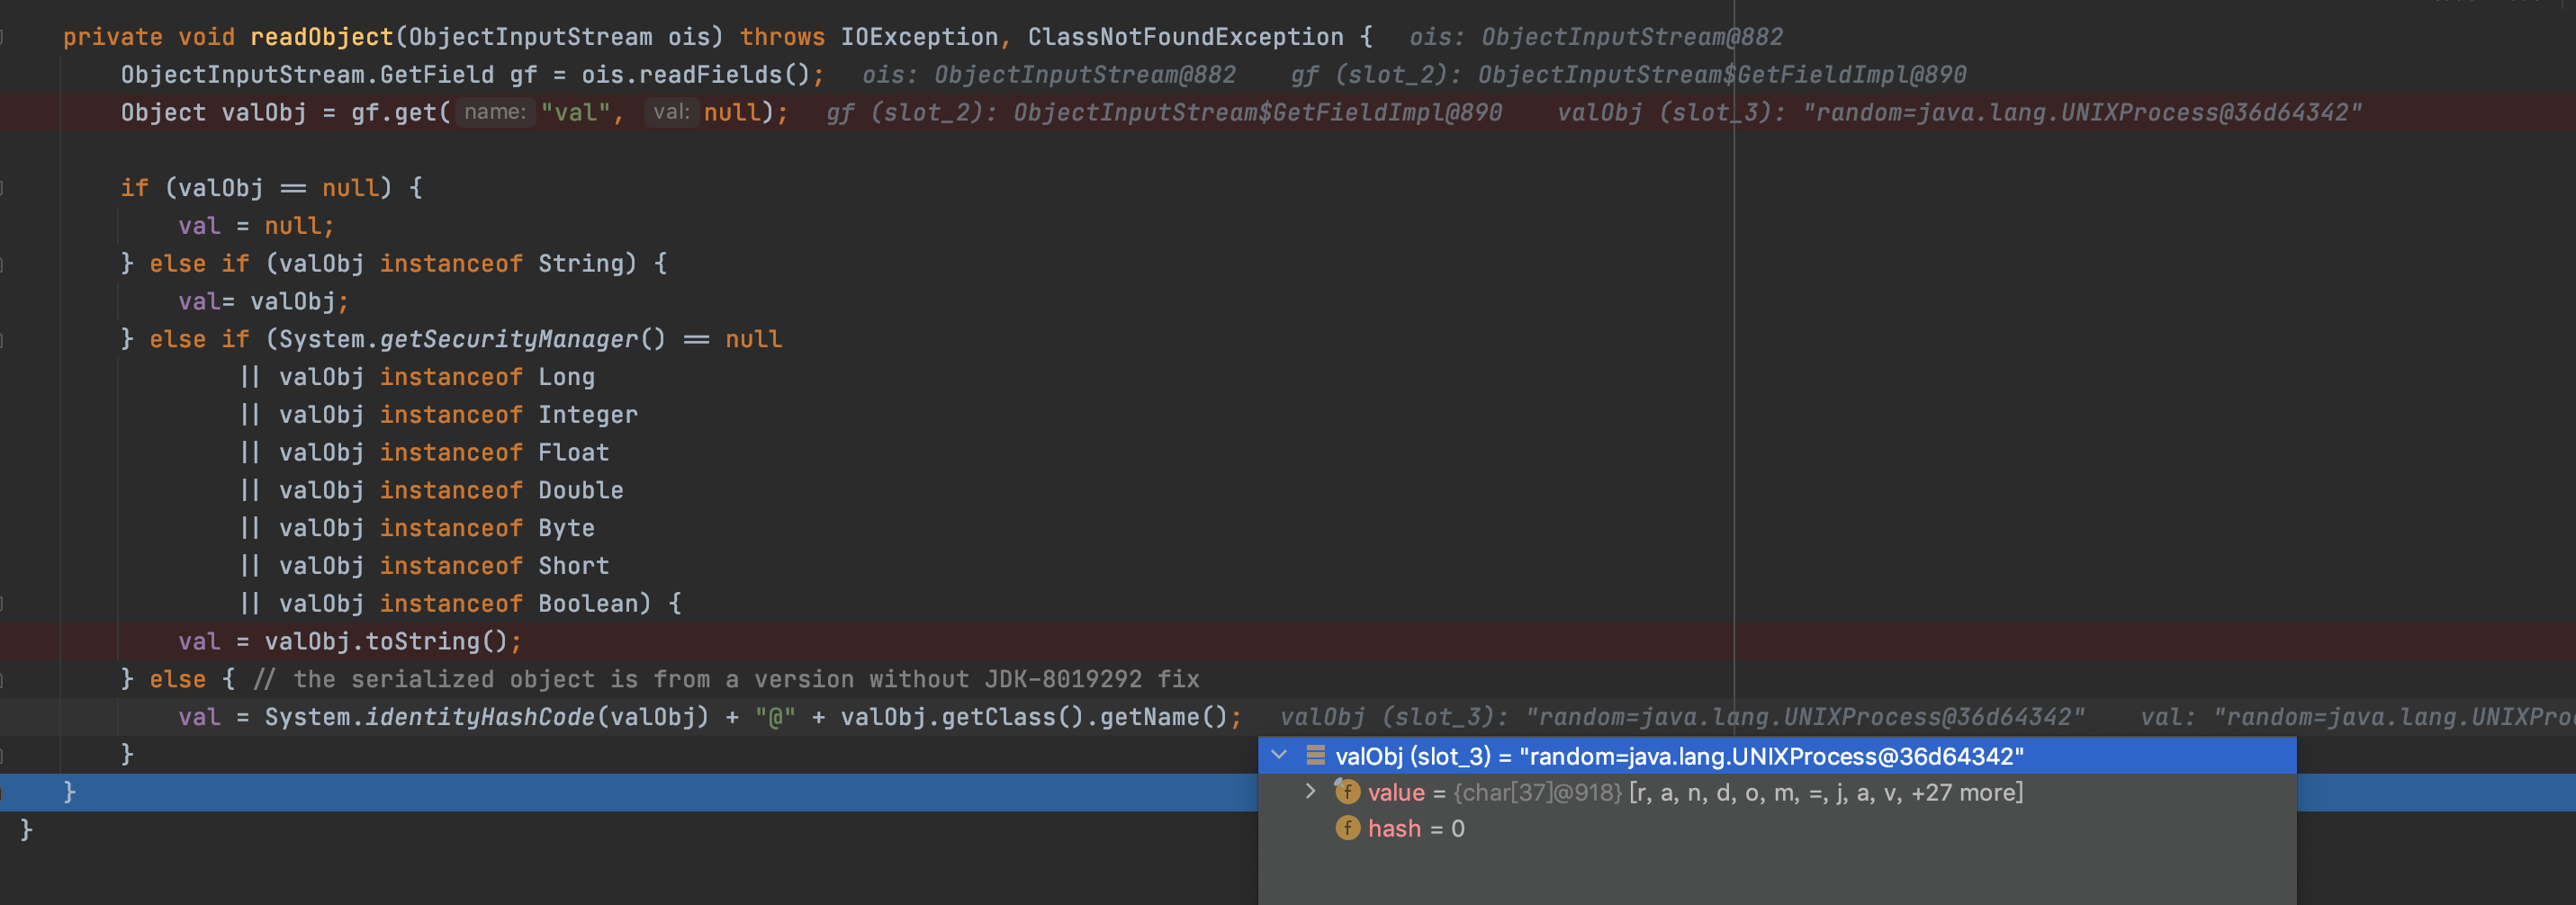 private void readObject(ObjectInputStream ois) throws IOException, ClassNotFoundException {   ois: ObjectInputStream@882
ObjectInputStream.GetField gf = ois.readFields();   ois: ObjectInputStream@882   gf (slot_2): ObjectInputStream$GetFieldImpl@890
Object valObj = gf.get( name: "val",  val: null);   gf (slot_2): ObjectInputStream$GetFieldImpl@890   valObj (slot_3): "random=java.lang.UNIXProcess@36d64342"
if (valObj == null) {
val = null;
} else if (valObj instanceof String) {
val= valObj;
} else if (System.getSecurityManager() == null
|| valObj instanceof Long
|| valObj instanceof Integer
|| valObj instanceof Float
|| valObj instanceof Double
|| valObj instanceof Byte
|| valObj instanceof Short
|| valObj instanceof Boolean) {
val = valObj.toString();
} else { // the serialized object is from a version without JDK-8019292 fix
val = System.identityHashCode(valObj) + "@" + valObj.getClass().getName();   valObj (slot_3): "random=java.lang.UNIXProcess@36d64342"   val: "random=java.lang.UNIXPro
}
valObj (slot_3) = "random=java.lang.UNIXProcess@36d64342"
}
f value = {char[37]@918} [r, a, n, d, o, m, =, j, a, v, +27 more]
}
f hash = 0